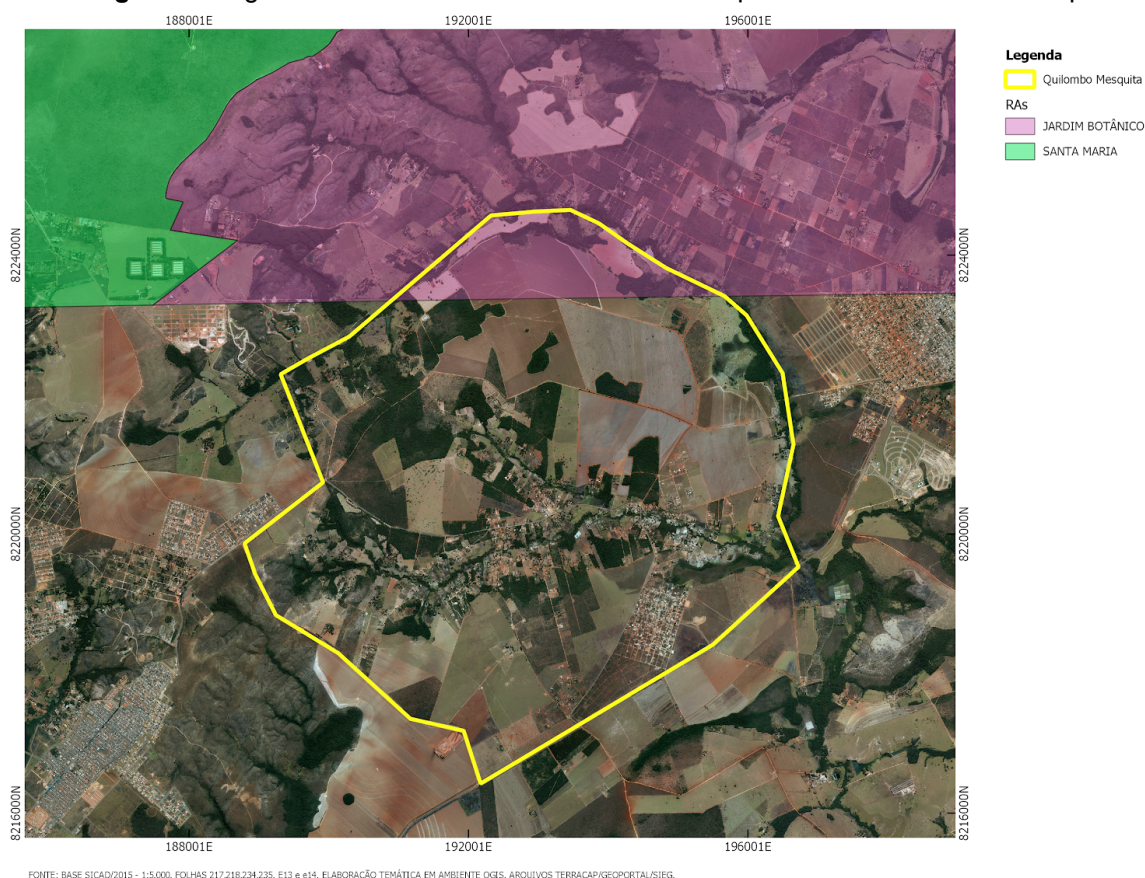 188001E 192001E 196001E
Legenda
Quilombo Mesquita
RAs
JARDIM BOTÂNICO
SANTA MARIA
8224000N 8224000N
8220000N 8220000N
8216000N 8216000N
188001E 192001E 196001E
FONTE: BASE SICAD/2015 - 1:5.000. FOLHAS 217,218,234,235. E13 e e14. ELABORAÇÃO TEMÁTICA EM AMBIENTE QGIS. ARQUIVOS TERRACAP/GEOPORTAL/SIEG.